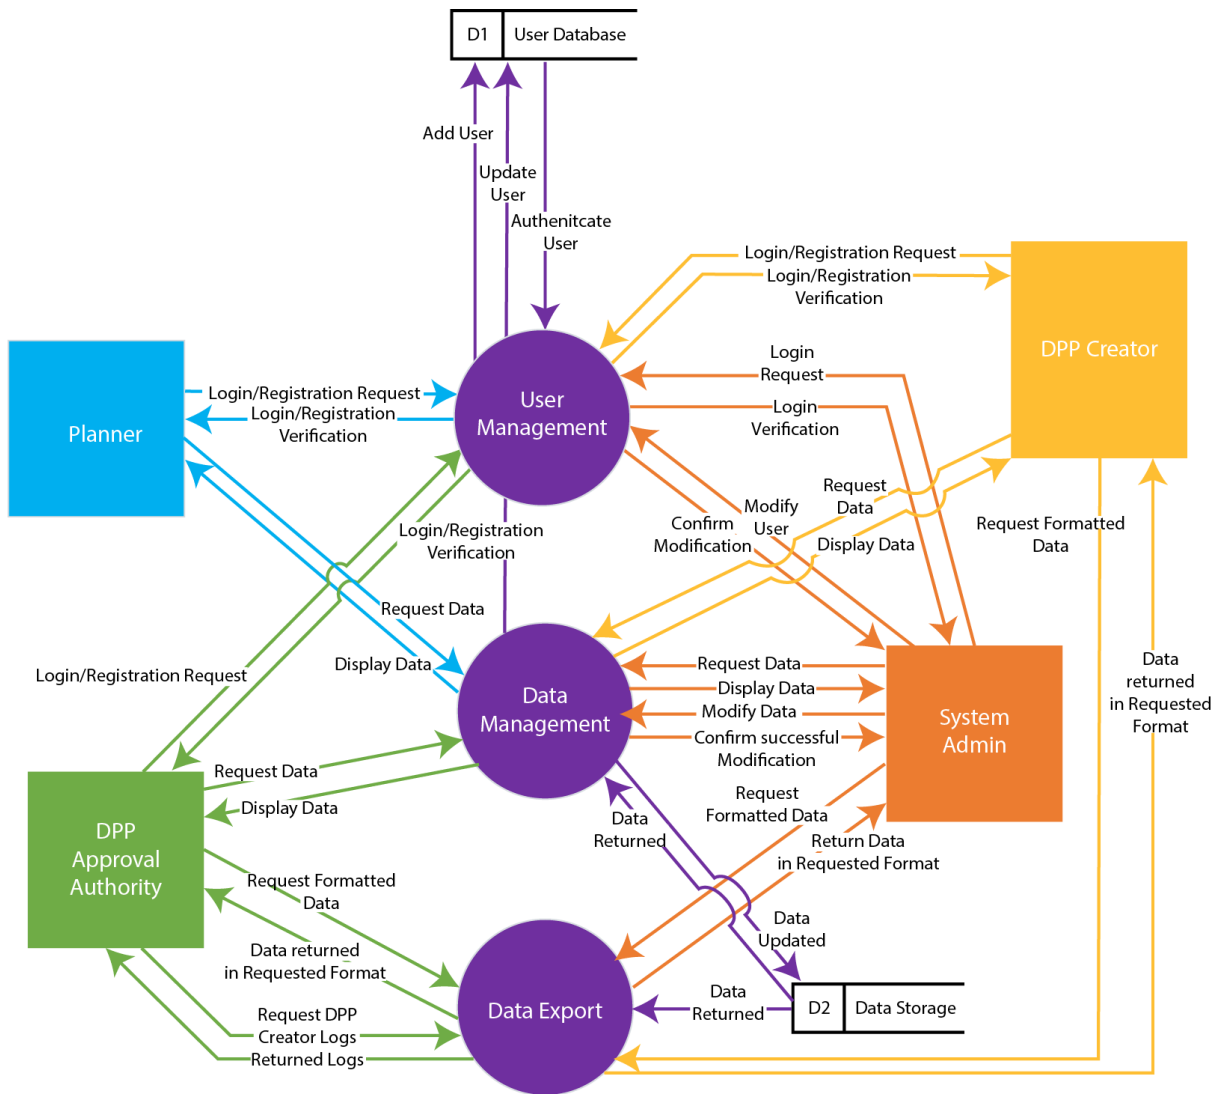 D1
User Database
Add User
Update
User
Authenitcate
User
Login/Registration Request
Login/Registration
Verification
DPP Creator
Login
Request
Login
Verification
Planner
Login/Registration Request
Login/Registration
Verification
User
Management
Request
Data
Display Data
Modify
User
Confirm
Modification
Request Formatted
Data
Login/Registration
Verification
Request Data
Display Data
Login/Registration Request
Data
Management
Request Data
Display Data
Modify Data
Confirm successful
Modification
System
Admin
Data
returned
in Requested
Format
Request Data
Display Data
DPP
Approval
Authority
Data
Returned
Request
Formatted Data
Return Data
in Requested Format
Request Formatted
Data
Data returned
in Requested Format
Data
Updated
Data Export
Data
Returned
D2
Data Storage
Request DPP
Creator Logs
Returned Logs